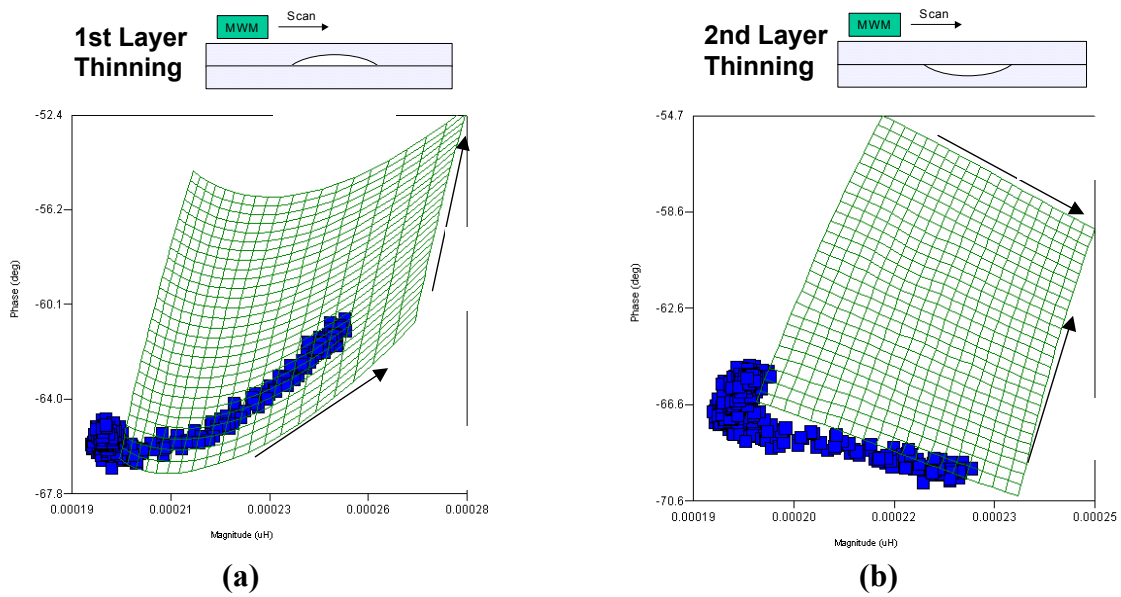 1st Layer
Thinning
MWM
Scan
-52.4
-56.2
-60.1
-64.0
-67.8
Phase (deg)
0.00019
0.00021
0.00023
0.00026
0.00028
Magnitude (uH)
(a)
2nd Layer
Thinning
MWM
Scan
-54.7
-58.6
-62.6
-66.6
-70.6
Phase (deg)
0.00019
0.00020
0.00022
0.00023
0.00025
Magnitude (uH)
(b)